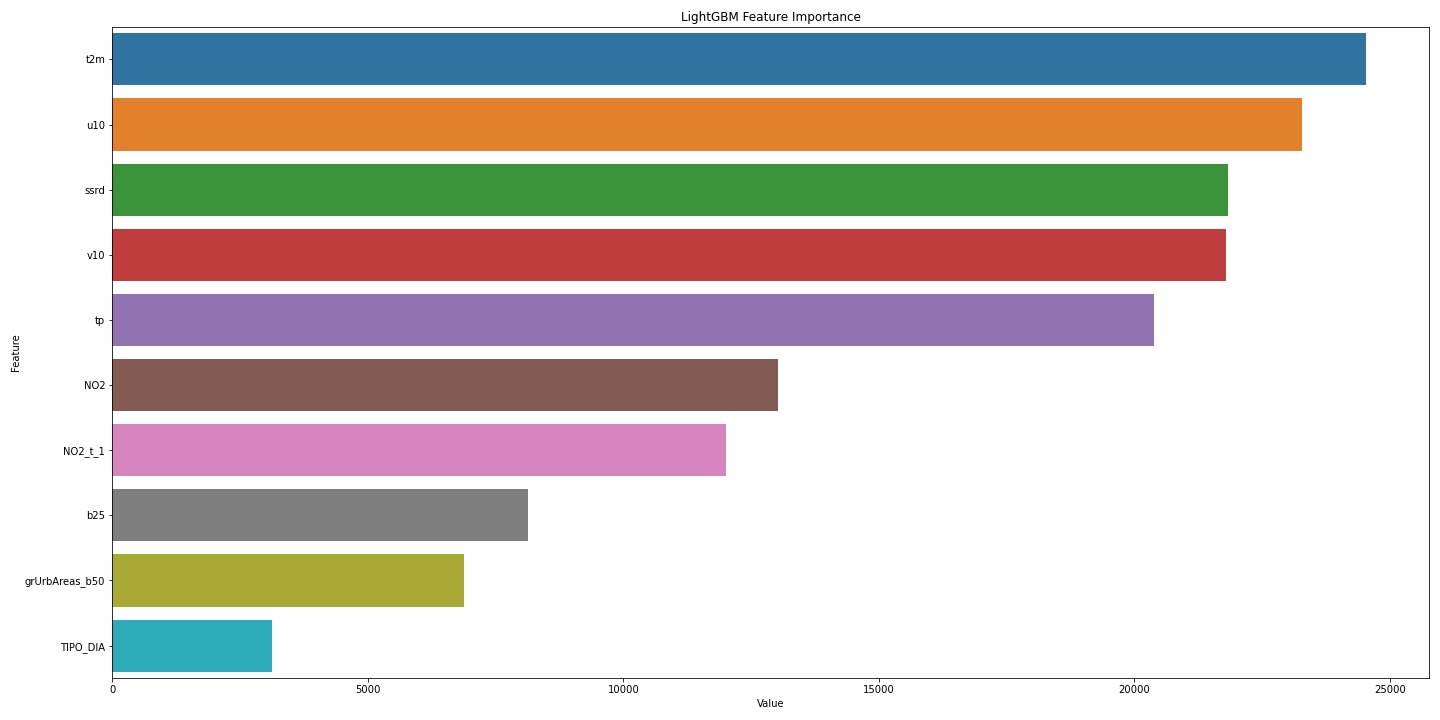 LightGBM Feature Importance
t2m
u10
ssrd
v10
tp
NO2
NO2_t_1
b25
grUrbAreas_b50
TIPO_DIA
Feature
0 5000 10000 15000 20000 25000
Value